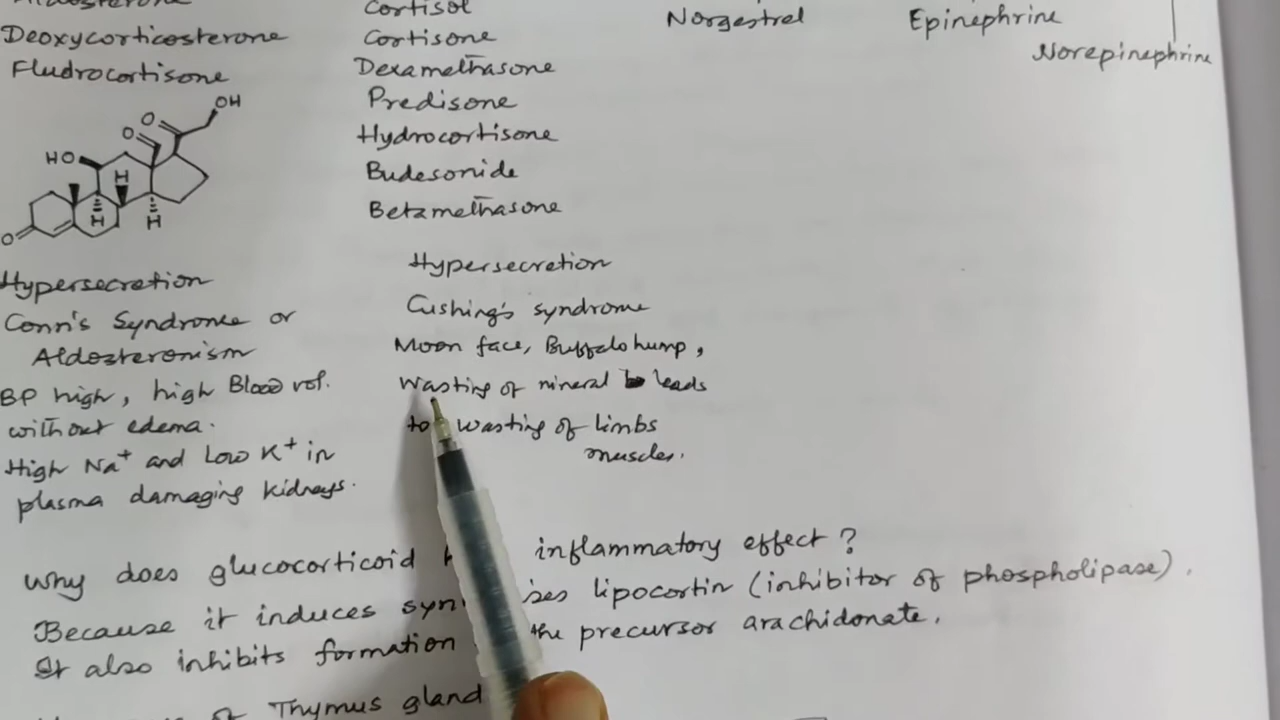 Cortisol
Norgestrel
Epinephrine
Norepinephrine
Deoxycorticosterone
Fludrocortisone
Cortisone
Dexamethasone
Predisone
Hydrocortisone
Budesonide
Betamethasone
OH
O
O
HO
H
H
H
O
Hypersecretion
Conn's Syndrome or
Aldosteronism
BP high, high Blood vol.
without edema.
High Na⁺ and Low K⁺ in
plasma damaging kidneys.
Hypersecretion
Cushing's syndrome
Moon face, Buffalo hump,
Wasting of mineral leads
to wasting of limbs
muscles.
Why does glucocorticoid inflammatory effect?
Because it induces lipocortin (inhibitor of phospholipase).
It also inhibits formation the precursor arachidonate.
of Thymus gland